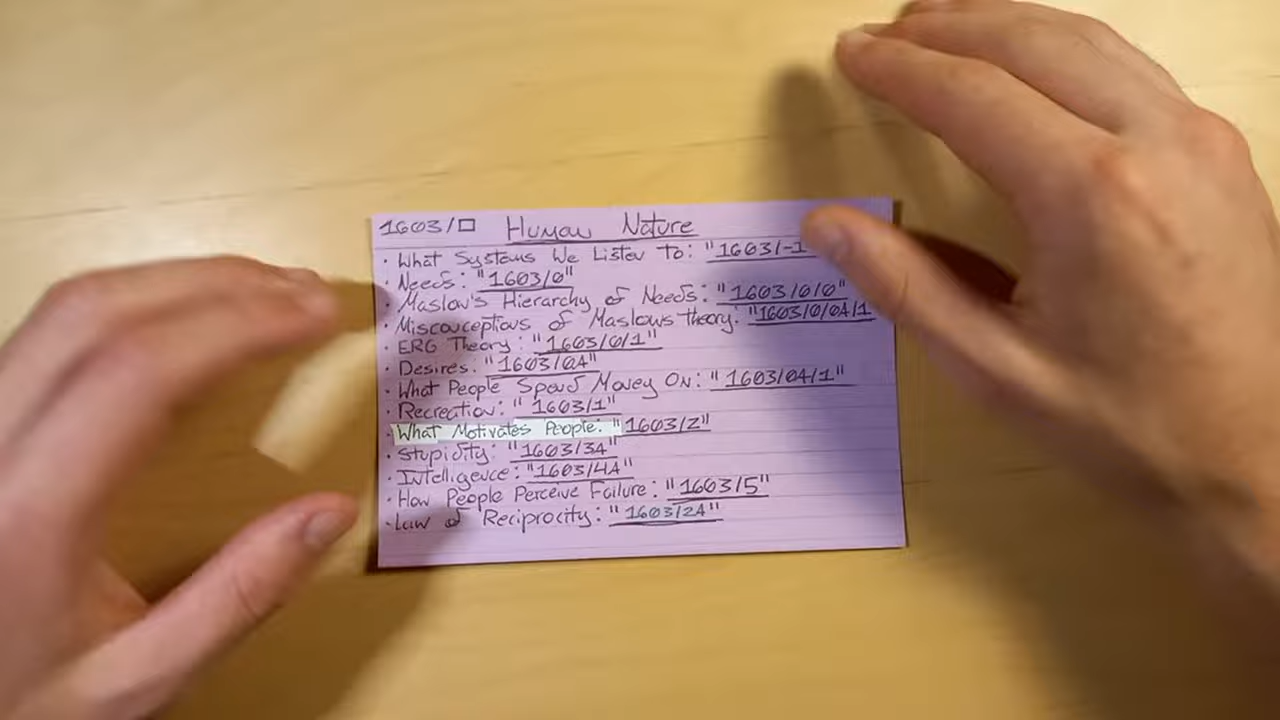 1603/□ Human Nature
· What Systems We Listen to: "1603/-1
· Needs: "1603/0"
· Maslow's Hierarchy of Needs: "1603/0/0"
· Misconceptions of Maslows Theory: "1603/0/0A/1
· ERG Theory: "1603/0/1"
· Desires: "1603/0A"
· What People Spend Money On: "1603/0A/1"
· Recreation: "1603/1"
· What Motivates People: "1603/2"
· Stupidity: "1603/3A"
· Intelligence: "1603/4A"
· How People Perceive Failure: "1603/5"
· Law of Reciprocity: "1603/2A"